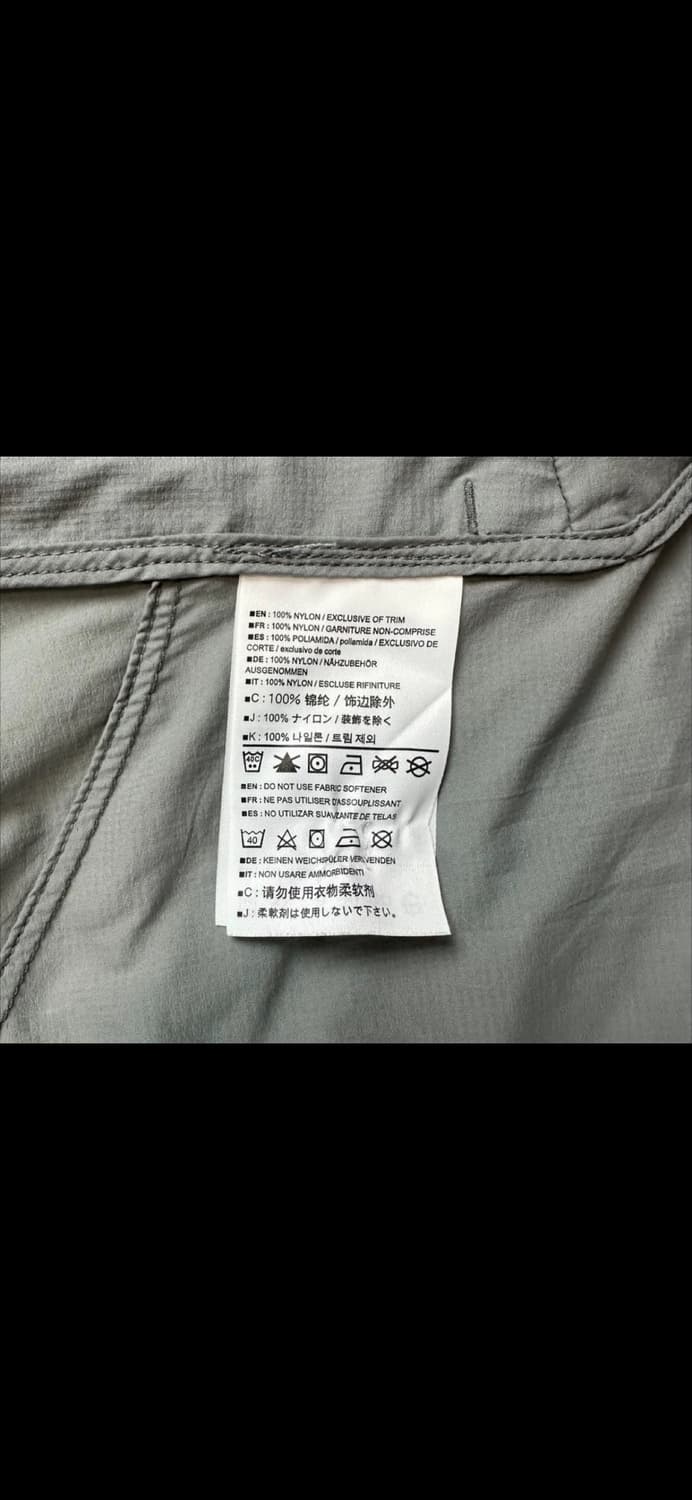 ■EN : 100% NYLON / EXCLUSIVE OF TRIM
■FR : 100% NYLON / GARNITURE NON-COMPRISE
■ES : 100% POLIAMIDA / poliamida / EXCLUSIVO DE
CORTE / exclusivo de corte
■DE : 100% NYLON / NÄHZUBEHÖR
AUSGENOMMEN
■IT : 100% NYLON / ESCLUSE RIFINITURE
■C : 100% 锦纶 / 饰边除外
■J : 100% ナイロン / 装飾を除く
■K : 100% 나일론 / 트림 제외
40C
■EN : DO NOT USE FABRIC SOFTENER
■FR : NE PAS UTILISER D'ASSOUPLISSANT
■ES : NO UTILIZAR SUAVIZANTE DE TELAS
40
■DE : KEINEN WEICHSPÜLER VERWENDEN
■IT : NON USARE AMMORBIDENTI
■C : 请勿使用衣物柔软剂
■J : 柔軟剤は使用しないで下さい。